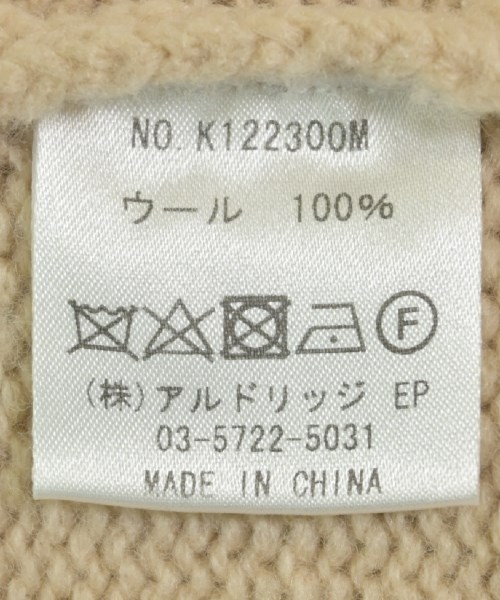 NO. K122300M
ウール 100%
F
(株)アルドリッジ EP
03-5722-5031
MADE IN CHINA